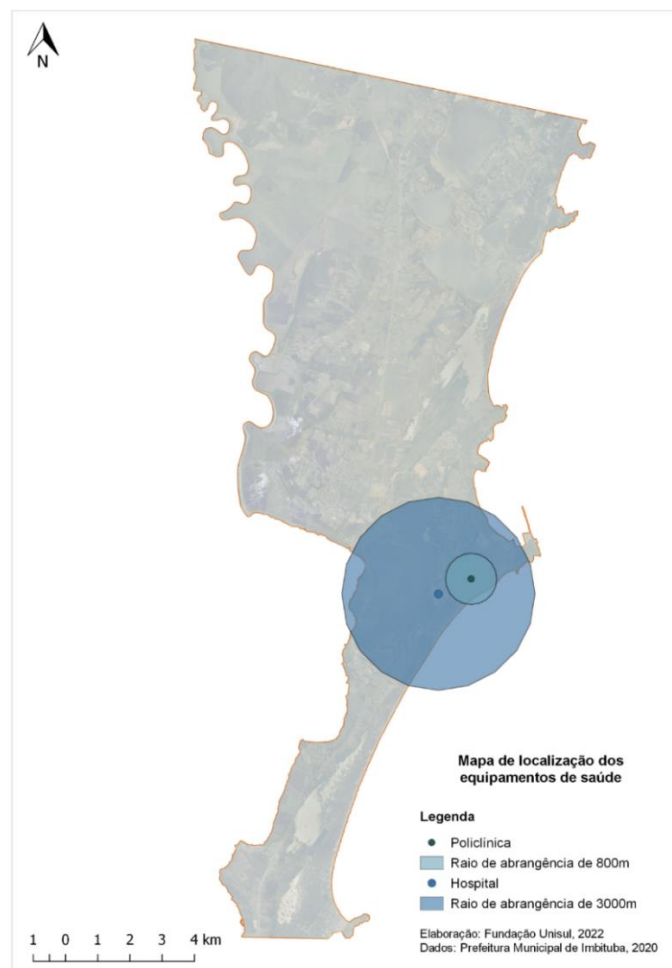 N
Mapa de localização dos
equipamentos de saúde
Legenda
Policlínica
Raio de abrangência de 800m
Hospital
Raio de abrangência de 3000m
Elaboração: Fundação Unisul, 2022
Dados: Prefeitura Municipal de Imbituba, 2020
1 0 1 2 3 4 km